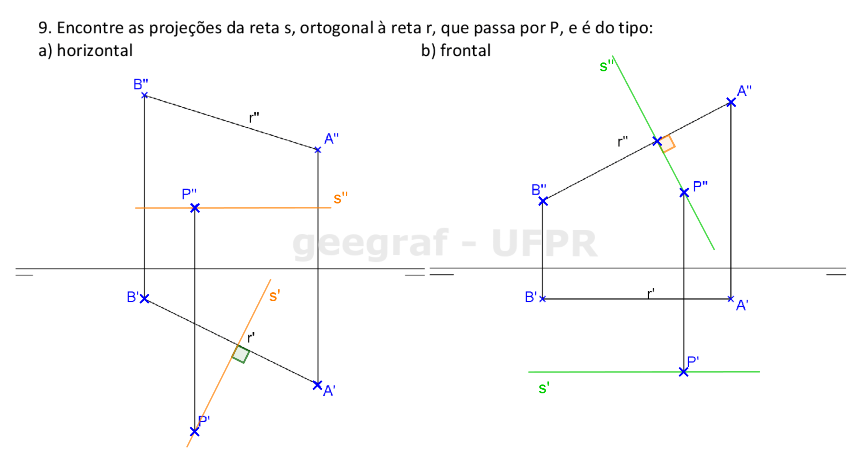 9. Encontre as projeções da reta s, ortogonal à reta r, que passa por P, e é do tipo:
a) horizontal
b) frontal
B''
r''
A''
P''
s''
B'
s'
r'
A'
P'
s''
A''
r''
B''
P''
B'
r'
A'
P'
s'
geegraf - UFPR